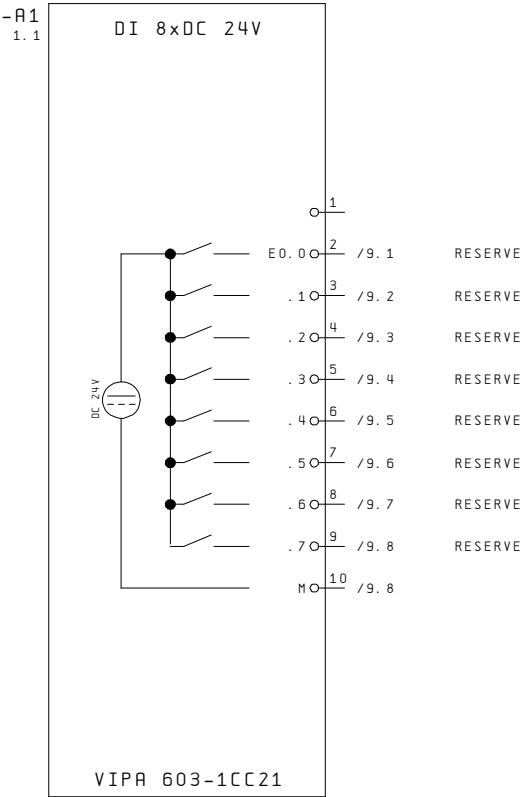 -A1
1.1
DI 8xDC 24V
1
E0.0 2 /9.1 RESERVE
.1 3 /9.2 RESERVE
.2 4 /9.3 RESERVE
.3 5 /9.4 RESERVE
DC 24V
.4 6 /9.5 RESERVE
.5 7 /9.6 RESERVE
.6 8 /9.7 RESERVE
.7 9 /9.8 RESERVE
M 10 /9.8
VIPA 603-1CC21